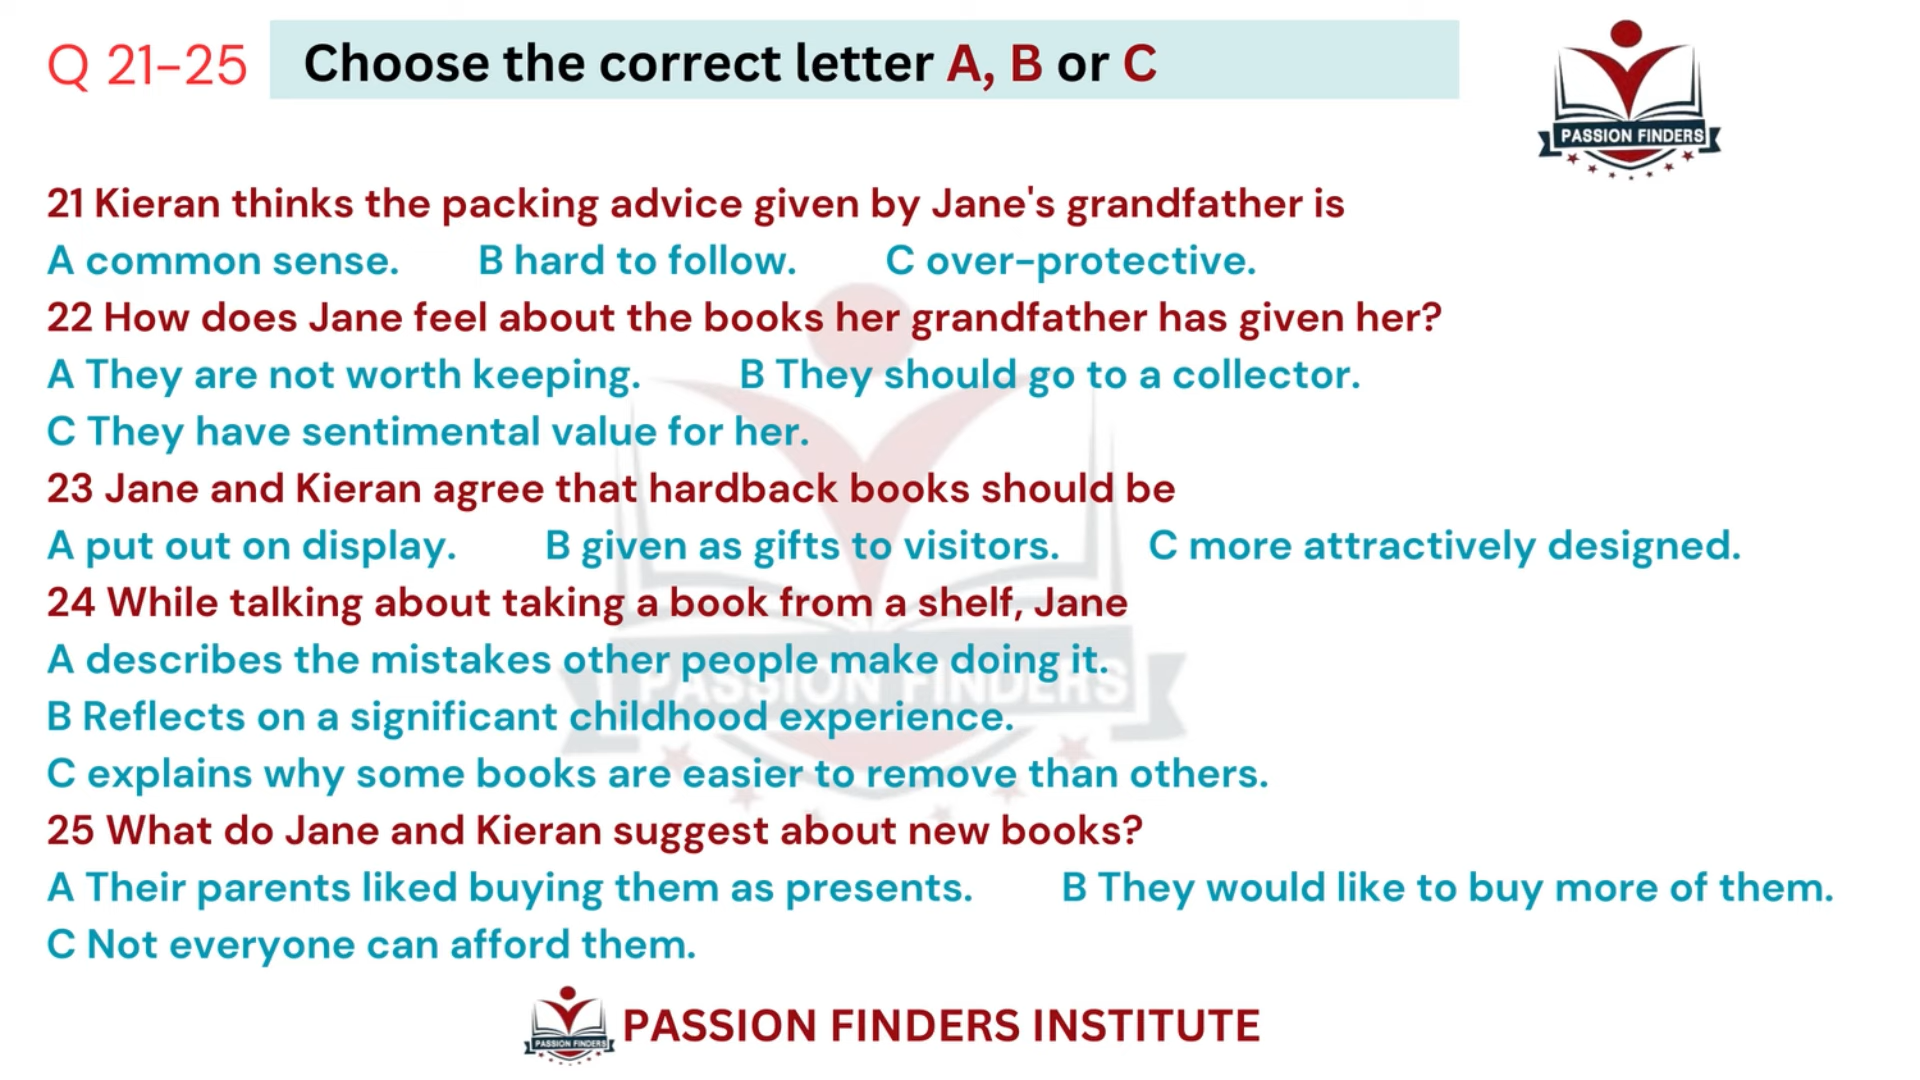 Q 21-25 Choose the correct letter A, B or C
PASSION FINDERS
21 Kieran thinks the packing advice given by Jane's grandfather is
A common sense. B hard to follow. C over-protective.
22 How does Jane feel about the books her grandfather has given her?
A They are not worth keeping. B They should go to a collector.
C They have sentimental value for her.
23 Jane and Kieran agree that hardback books should be
A put out on display. B given as gifts to visitors. C more attractively designed.
24 While talking about taking a book from a shelf, Jane
A describes the mistakes other people make doing it.
PASSION FINDERS
B Reflects on a significant childhood experience.
C explains why some books are easier to remove than others.
25 What do Jane and Kieran suggest about new books?
A Their parents liked buying them as presents. B They would like to buy more of them.
C Not everyone can afford them.
PASSION FINDERS PASSION FINDERS INSTITUTE